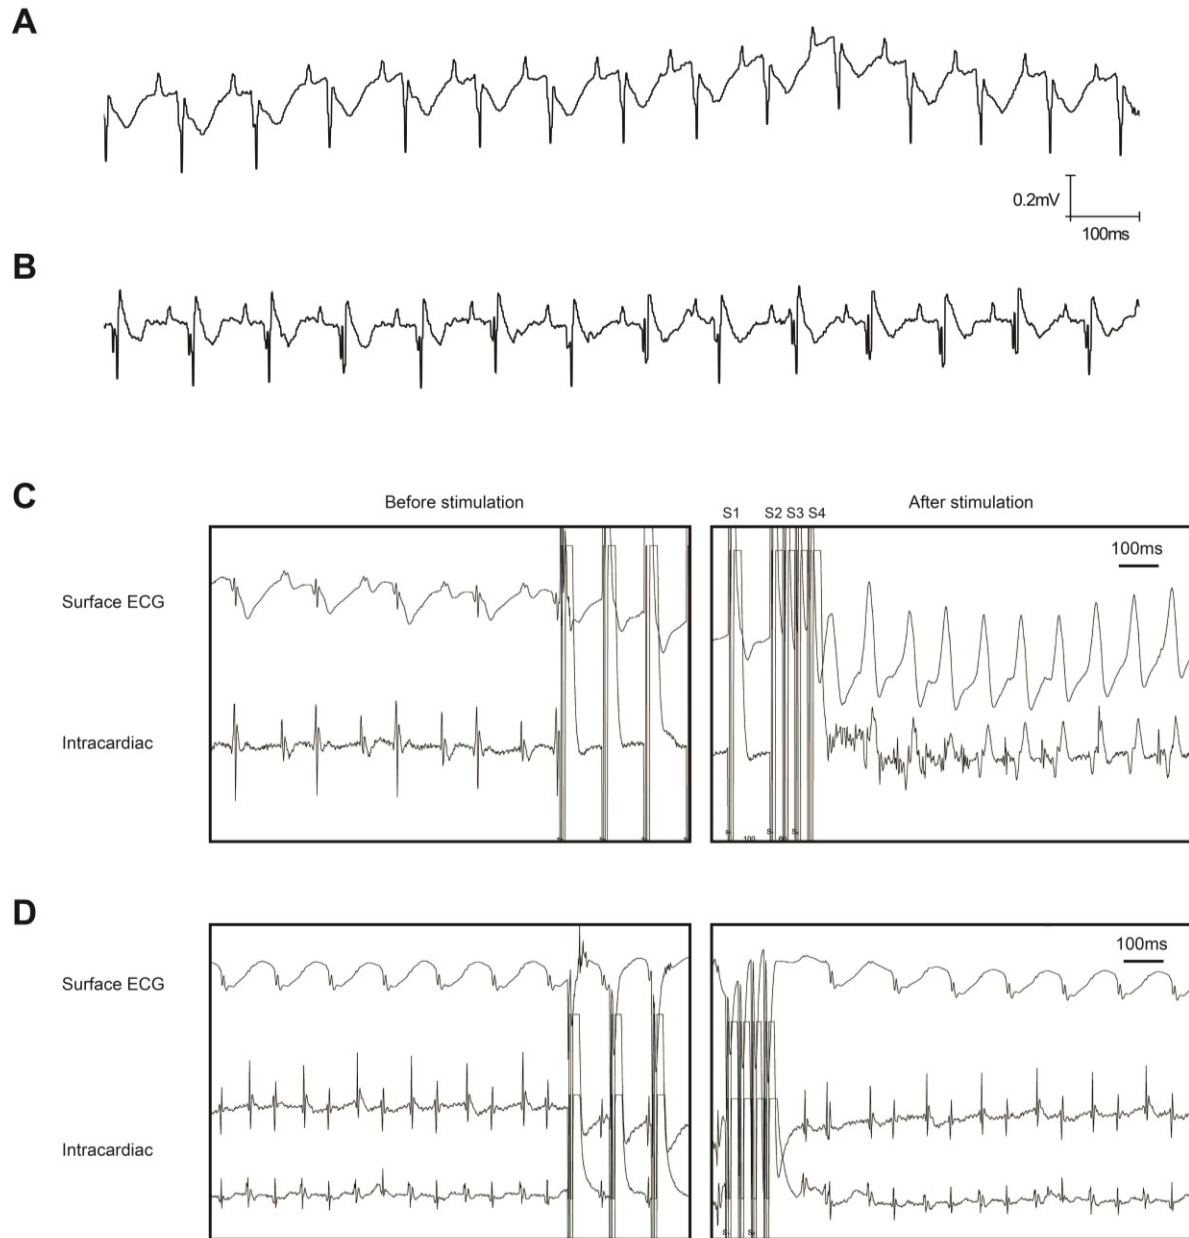 A
0.2mV
100ms
B
C
Before stimulation
After stimulation
S1 S2 S3 S4
100ms
Surface ECG
Intracardiac
100
D
100ms
Surface ECG
Intracardiac